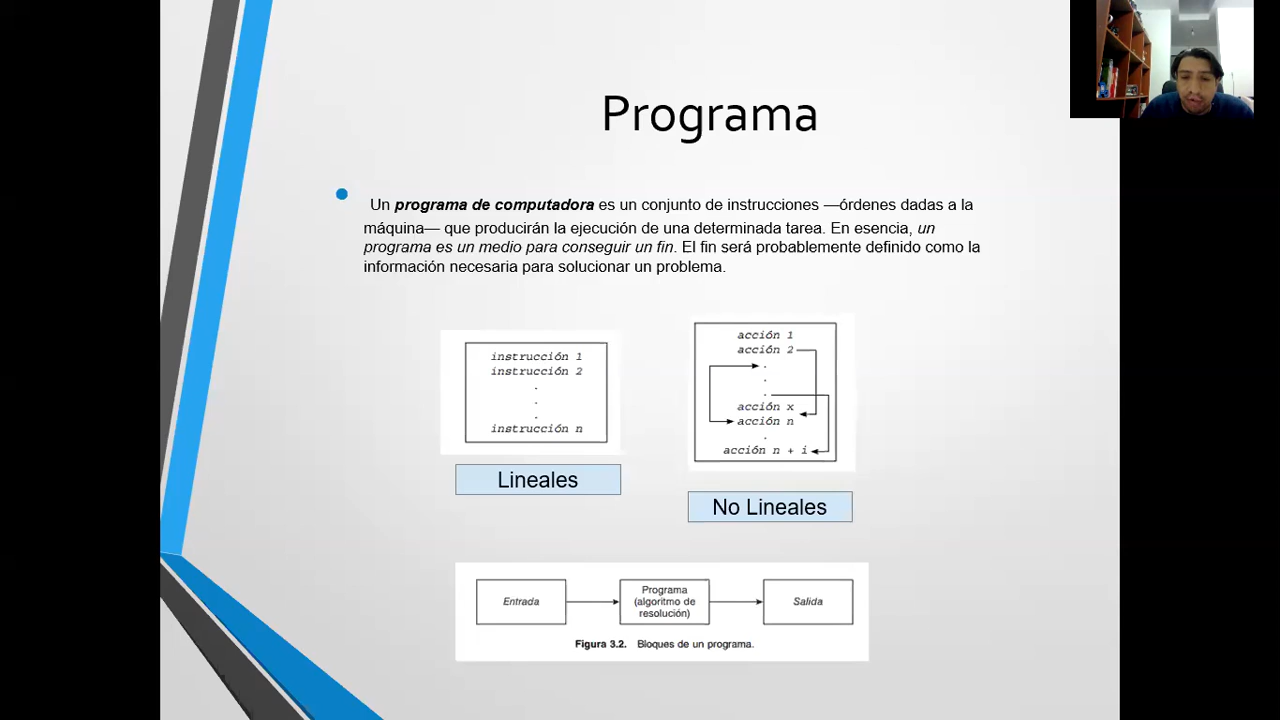 Programa
Un programa de computadora es un conjunto de instrucciones —órdenes dadas a la
máquina— que producirán la ejecución de una determinada tarea. En esencia, un
programa es un medio para conseguir un fin. El fin será probablemente definido como la
información necesaria para solucionar un problema.
instrucción 1
instrucción 2
.
.
.
instrucción n
Lineales
acción 1
acción 2
.
.
.
acción x
acción n
.
acción n + i
No Lineales
Entrada
Programa
(algoritmo de
resolución)
Salida
Figura 3.2. Bloques de un programa.